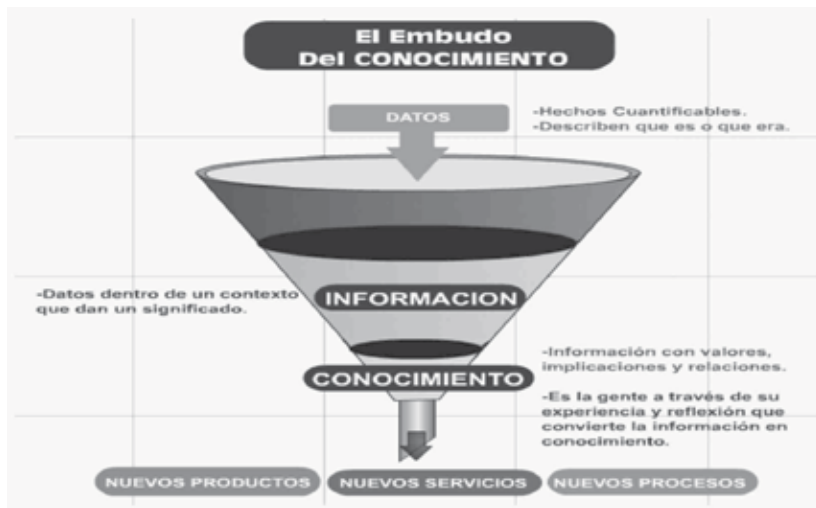 El Embudo
Del CONOCIMIENTO
DATOS
-Hechos Cuantificables.
-Describen que es o que era.
-Datos dentro de un contexto
que dan un significado.
INFORMACION
-Información con valores,
implicaciones y relaciones.
CONOCIMIENTO
-Es la gente a través de su
experiencia y reflexión que
convierte la información en
conocimiento.
NUEVOS PRODUCTOS
NUEVOS SERVICIOS
NUEVOS PROCESOS